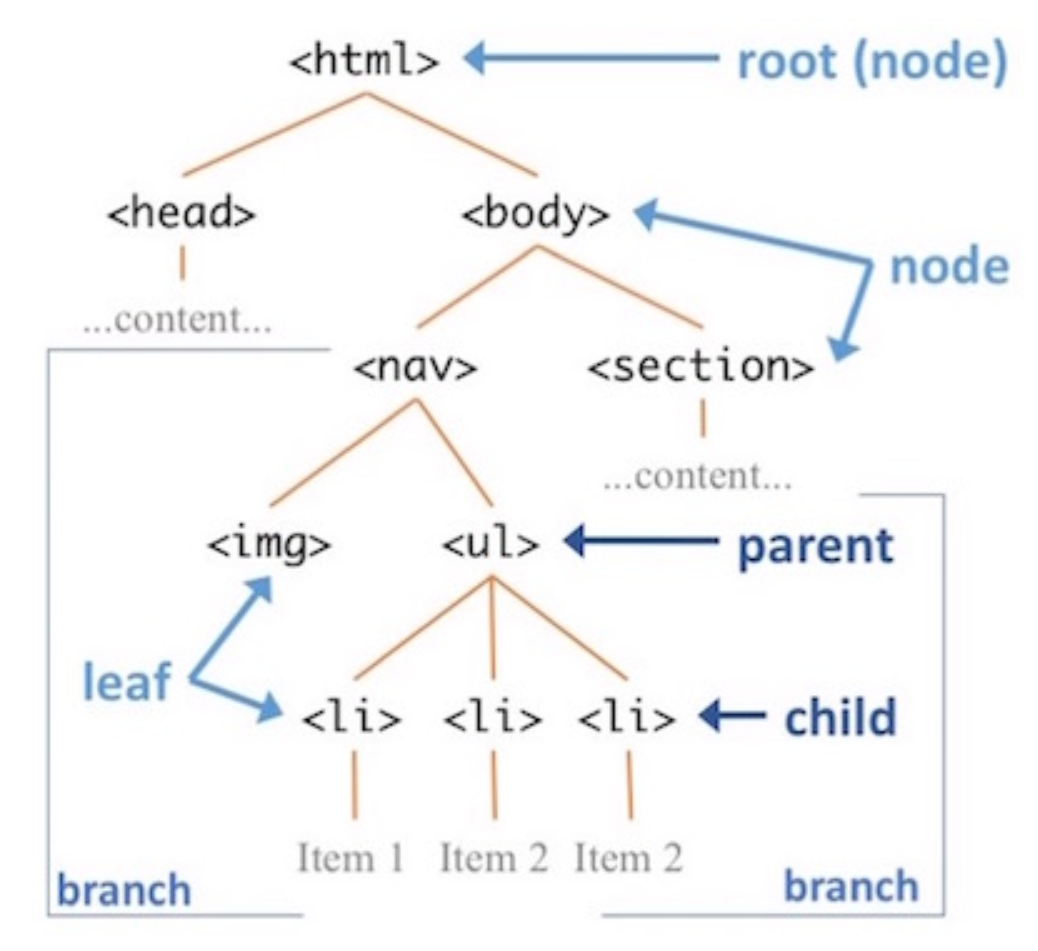 <html> root (node)
<head> <body>
node
...content...
<nav> <section>
...content...
<img> <ul> parent
leaf
<li> <li> <li> child
Item 1 Item 2 Item 2
branch branch